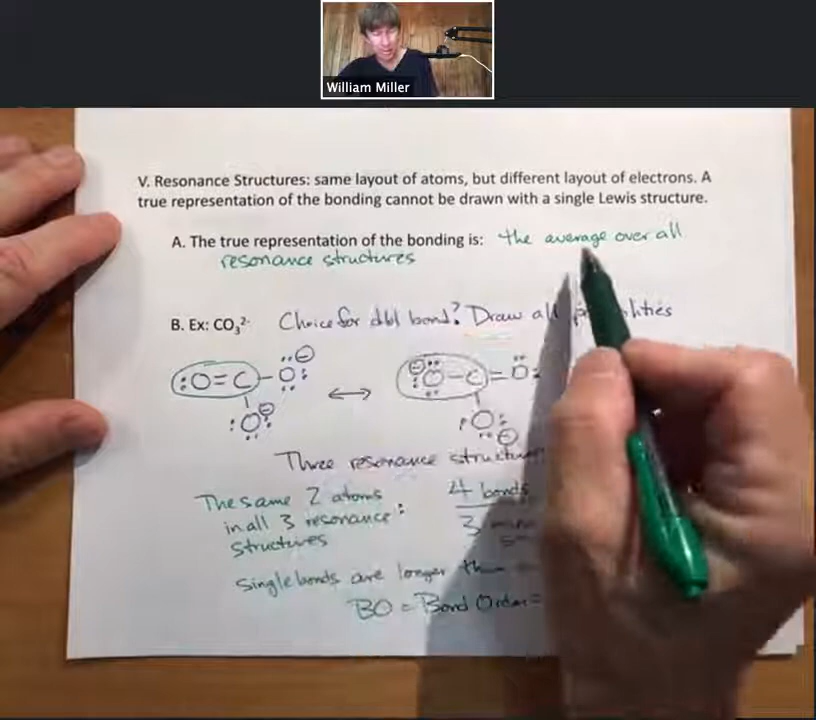 William Miller
V. Resonance Structures: same layout of atoms, but different layout of electrons. A
true representation of the bonding cannot be drawn with a single Lewis structure.
A. The true representation of the bonding is: the average over all
resonance structures
B. Ex: CO₃²⁻ Choice for dbl bond? Draw all
:O=C-O: ⊖ ↔ ⊖ :O-C=O:
:O: ⊖ :O: ⊖
Three resonance
The same 2 atoms
in all 3 resonance :
structures
4 bonds
3
Single bonds are longer
BO = Bond Order =